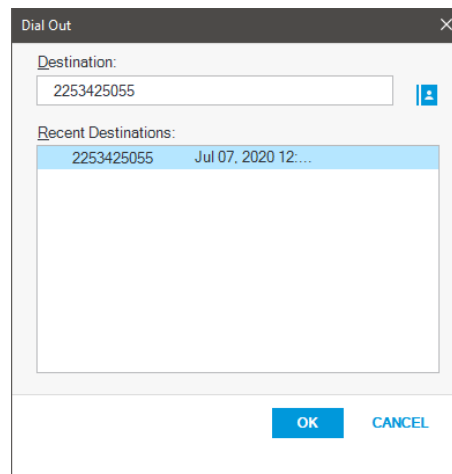 Dial Out
Destination:
2253425055
Recent Destinations:
2253425055 Jul 07, 2020 12:...
OK CANCEL